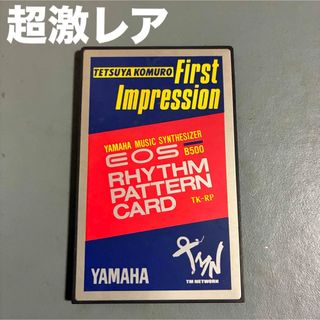 超激レア
TETSUYA KOMURO First
Impression
YAMAHA MUSIC SYNTHESIZER
EOS B500
RHYTHM
PATTERN
CARD TK-RP
YAMAHA TMN
TM NETWORK